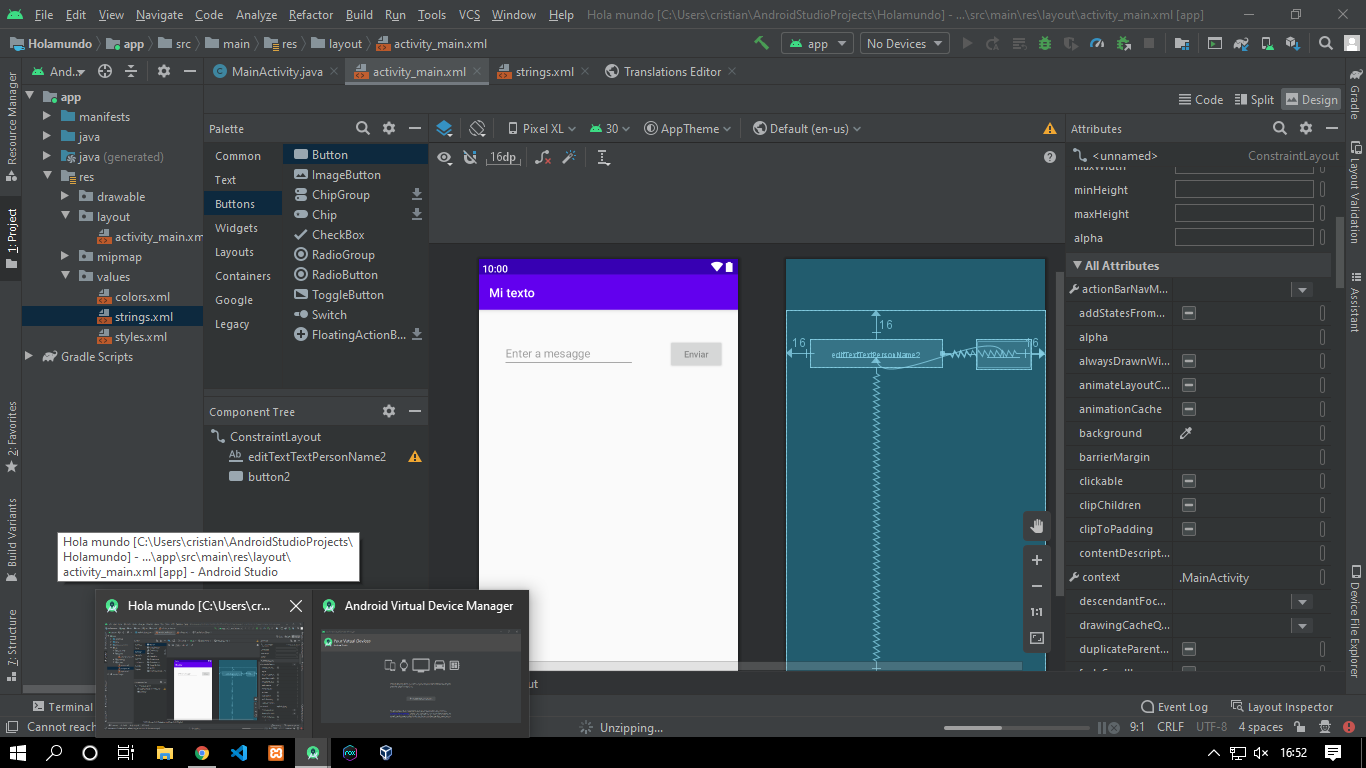 File Edit View Navigate Code Analyze Refactor Build Run Tools VCS Window Help Hola mundo [C:\Users\cristian\AndroidStudioProjects\Holamundo] - ...\src\main\res\layout\activity_main.xml [app]
Holamundo app src main res layout activity_main.xml app No Devices
And... MainActivity.java activity_main.xml strings.xml Translations Editor
Resource Manager
1: Project
2: Favorites
Build Variants
7: Structure
app
manifests
java
java (generated)
res
drawable
layout
activity_main.xm
mipmap
values
colors.xml
strings.xml
styles.xml
Gradle Scripts
Code Split Design
Palette
Common
Text
Buttons
Widgets
Layouts
Containers
Google
Legacy
Button
ImageButton
ChipGroup
Chip
CheckBox
RadioGroup
RadioButton
ToggleButton
Switch
FloatingActionB...
Component Tree
ConstraintLayout
Ab editTextTextPersonName2
button2
Pixel XL 30 AppTheme Default (en-us)
16dp
10:00
Mi texto
Enter a mesagge Enviar
16
16 editTextTextPersonName2 16
1:1
Attributes
<unnamed> ConstraintLayout
maxWidth
minHeight
maxHeight
alpha
All Attributes
actionBarNavM...
addStatesFrom...
alpha
alwaysDrawnWi...
animateLayoutC...
animationCache
background
barrierMargin
clickable
clipChildren
clipToPadding
contentDescript...
context .MainActivity
descendantFoc...
drawingCacheQ...
duplicateParent...
Gradle
Layout Validation
Assistant
Device File Explorer
Hola mundo [C:\Users\cristian\AndroidStudioProjects\
Holamundo] - ...\app\src\main\res\layout\
activity_main.xml [app] - Android Studio
Hola mundo [C:\Users\cr... Android Virtual Device Manager
Your Virtual Devices
Terminal Event Log Layout Inspector
Cannot reach Unzipping... 9:1 CRLF UTF-8 4 spaces
16:52